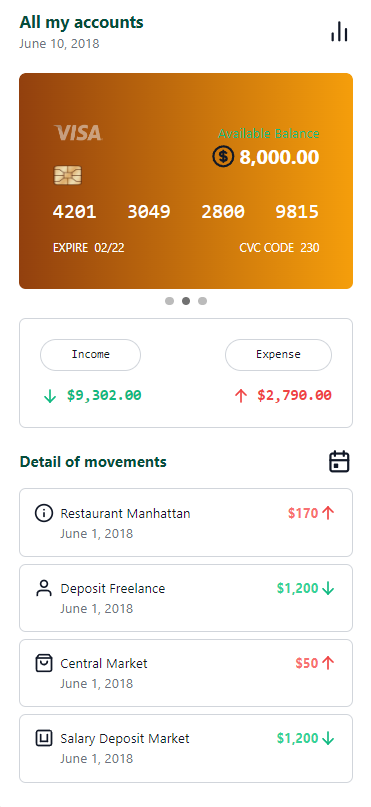 All my accounts
June 10, 2018
VISA
Available Balance
$ 8,000.00
4201 3049 2800 9815
EXPIRE 02/22 CVC CODE 230
Income Expense
$9,302.00 $2,790.00
Detail of movements
Restaurant Manhattan $170
June 1, 2018
Deposit Freelance $1,200
June 1, 2018
Central Market $50
June 1, 2018
Salary Deposit Market $1,200
June 1, 2018